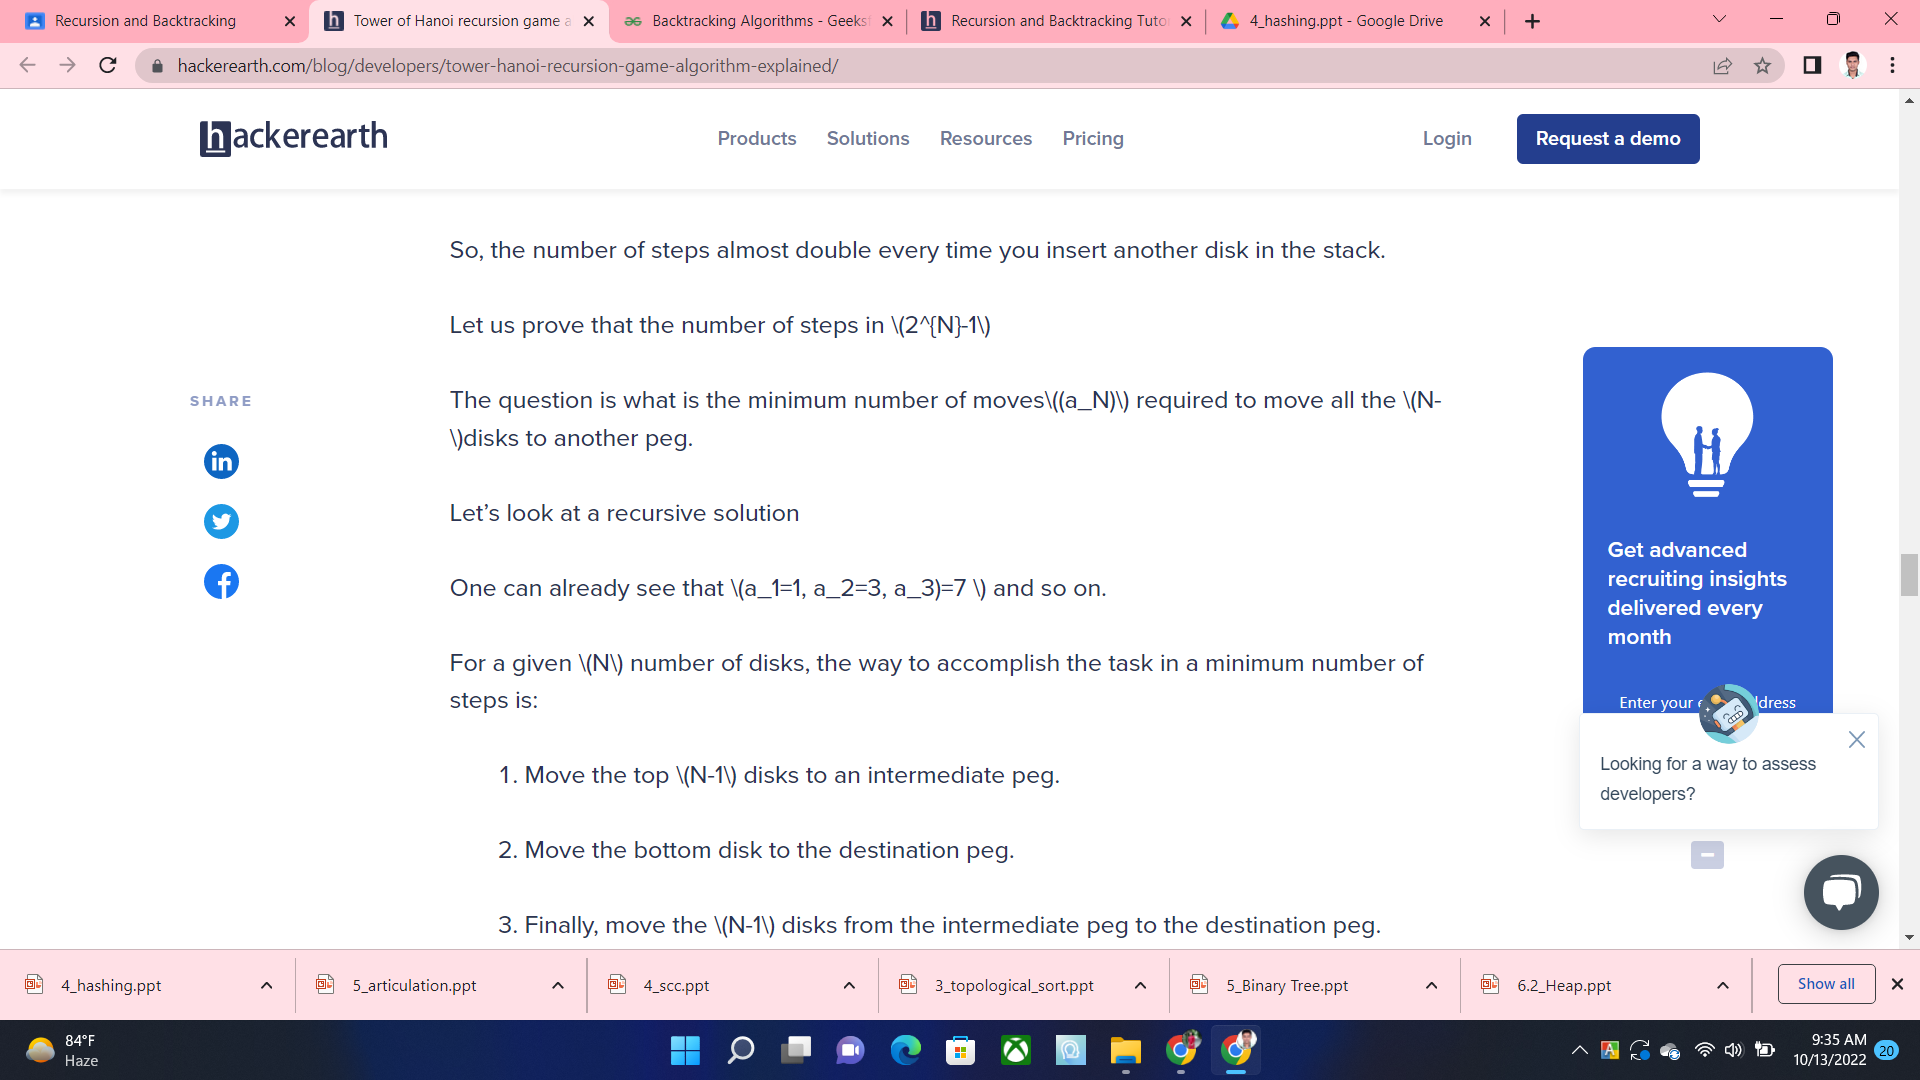 Recursion and Backtracking
Tower of Hanoi recursion game a
Backtracking Algorithms - Geeksf
Recursion and Backtracking Tuto
4_hashing.ppt - Google Drive
hackerearth.com/blog/developers/tower-hanoi-recursion-game-algorithm-explained/
hackerearth
Products
Solutions
Resources
Pricing
Login
Request a demo
So, the number of steps almost double every time you insert another disk in the stack.
Let us prove that the number of steps in \(2^{N}-1\)
The question is what is the minimum number of moves\((a_N)\) required to move all the \(N-
\)disks to another peg.
Let’s look at a recursive solution
One can already see that \(a_1=1, a_2=3, a_3)=7 \) and so on.
For a given \(N\) number of disks, the way to accomplish the task in a minimum number of
steps is:
1. Move the top \(N-1\) disks to an intermediate peg.
2. Move the bottom disk to the destination peg.
3. Finally, move the \(N-1\) disks from the intermediate peg to the destination peg.
SHARE
Get advanced
recruiting insights
delivered every
month
Enter your e dress
Looking for a way to assess
developers?
4_hashing.ppt
5_articulation.ppt
4_scc.ppt
3_topological_sort.ppt
5_Binary Tree.ppt
6.2_Heap.ppt
Show all
84°F
Haze
9:35 AM
10/13/2022
20